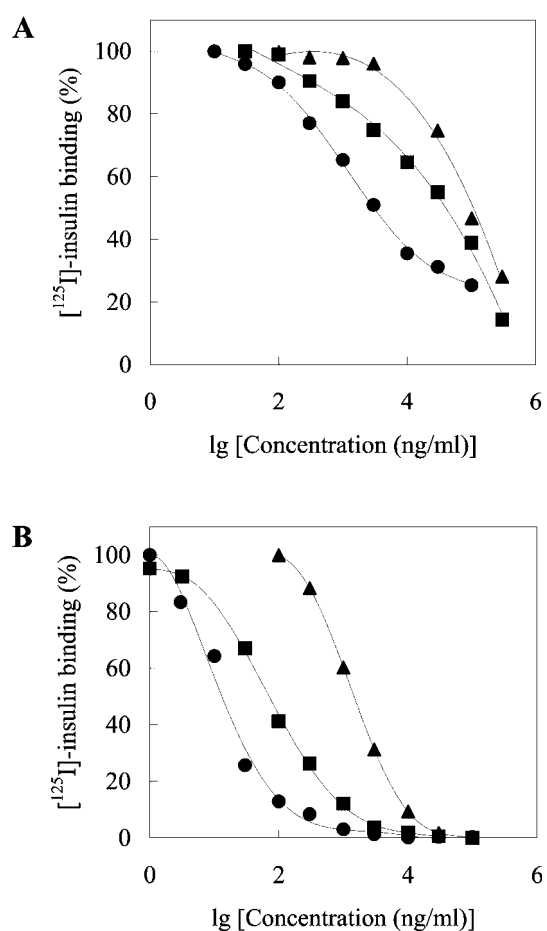 A
100
80
60
40
20
0
[¹²⁵I]-insulin binding (%)
0 2 4 6
lg [Concentration (ng/ml)]
B
100
80
60
40
20
0
[¹²⁵I]-insulin binding (%)
0 2 4 6
lg [Concentration (ng/ml)]